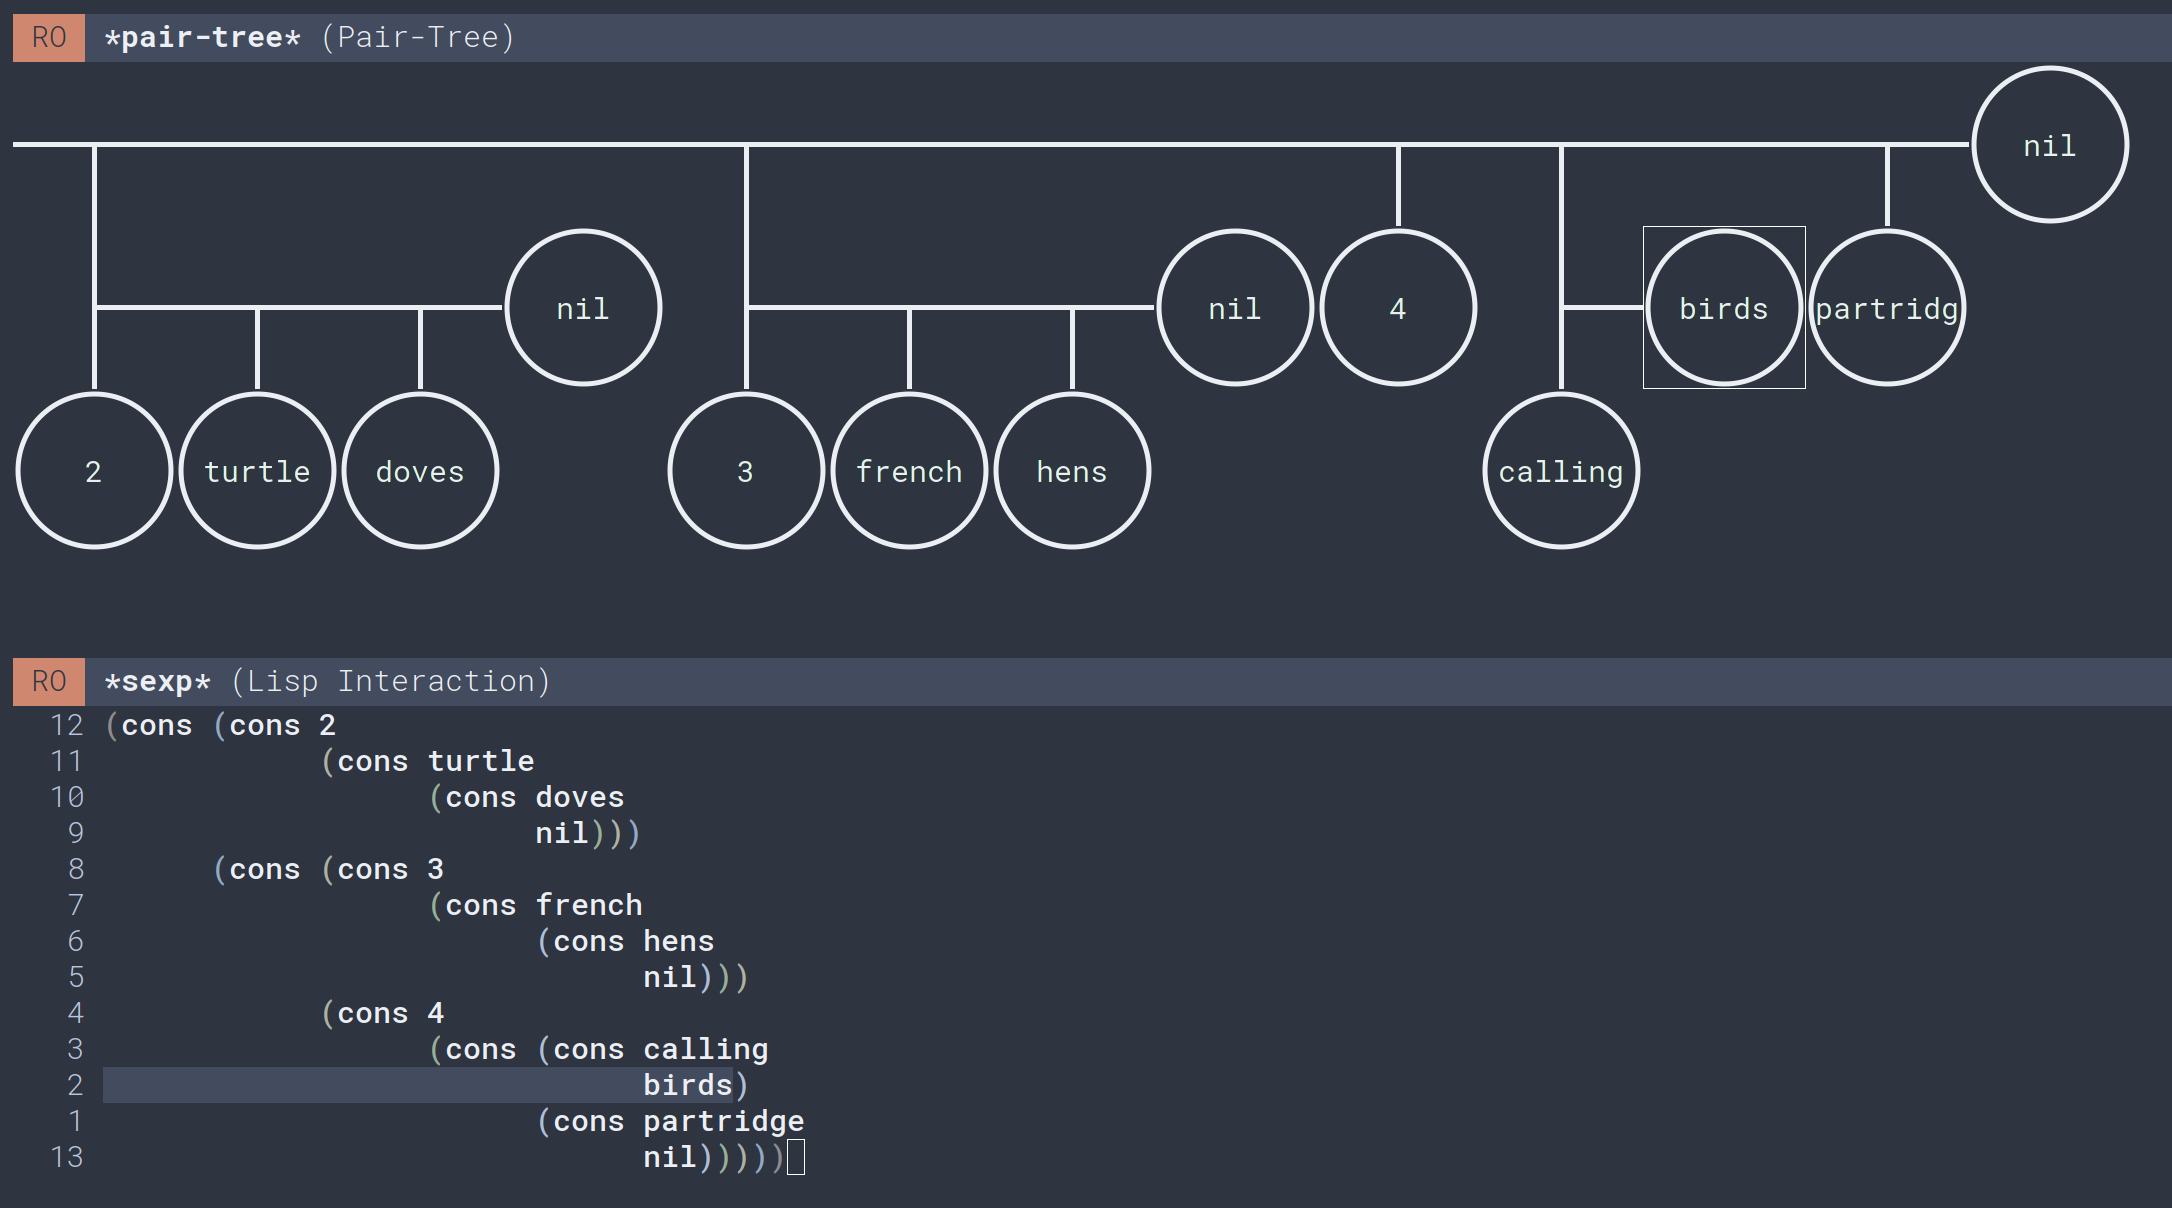 RO *pair-tree* (Pair-Tree)
nil
nil nil 4 birds partridg
2 turtle doves 3 french hens calling
RO *sexp* (Lisp Interaction)
12 (cons (cons 2
11 (cons turtle
10 (cons doves
9 nil)))
8 (cons (cons 3
7 (cons french
6 (cons hens
5 nil)))
4 (cons 4
3 (cons (cons calling
2 birds)
1 (cons partridge
13 nil)))))